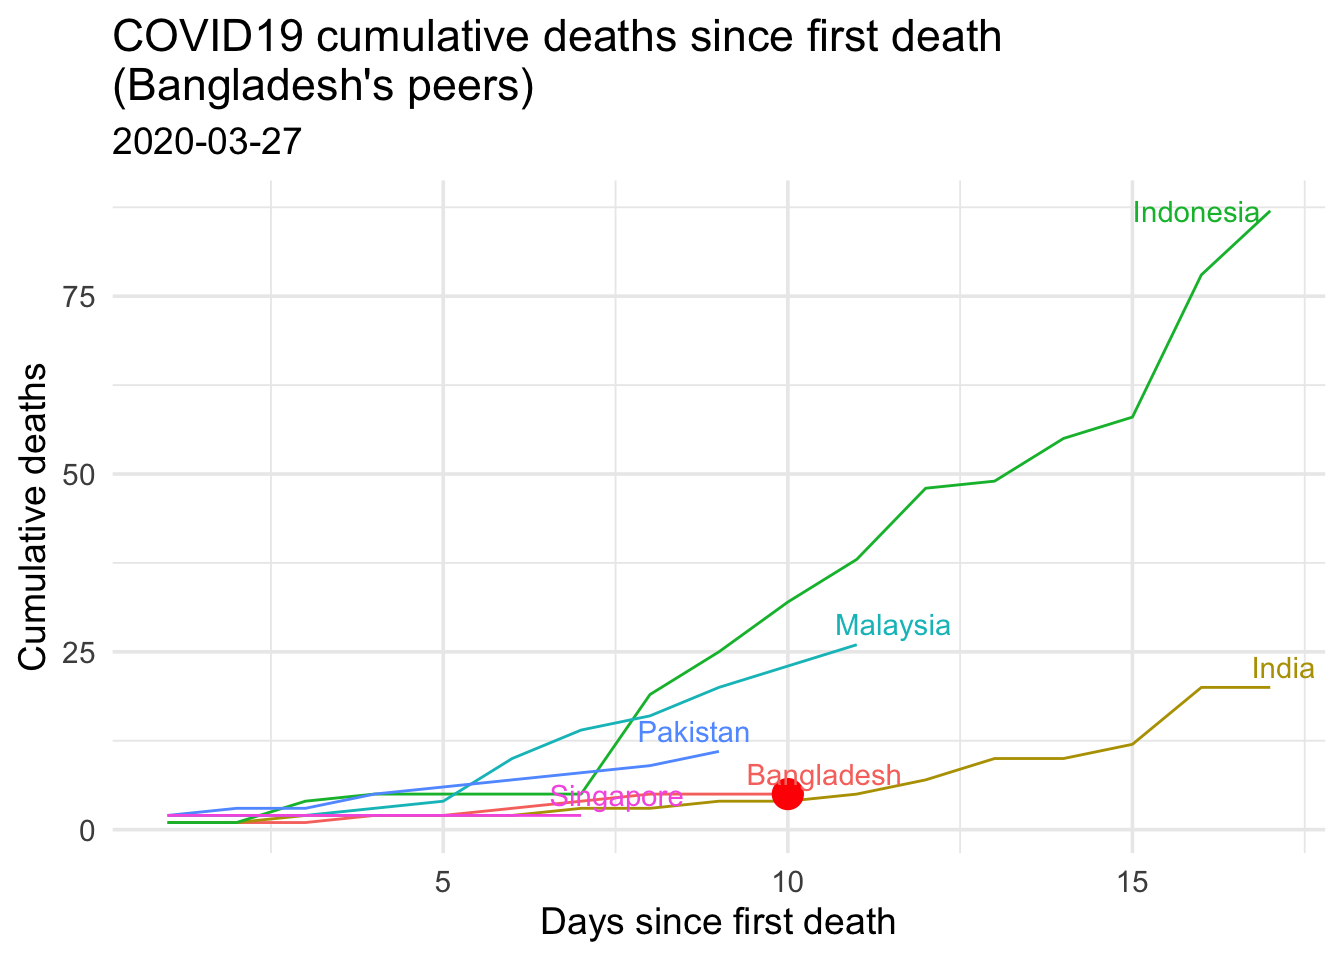 COVID19 cumulative deaths since first death
(Bangladesh's peers)
2020-03-27
Indonesia
75
Cumulative deaths
50
Malaysia
25
India
Pakistan
Bangladesh
Singapore
0
5
10
15
Days since first death